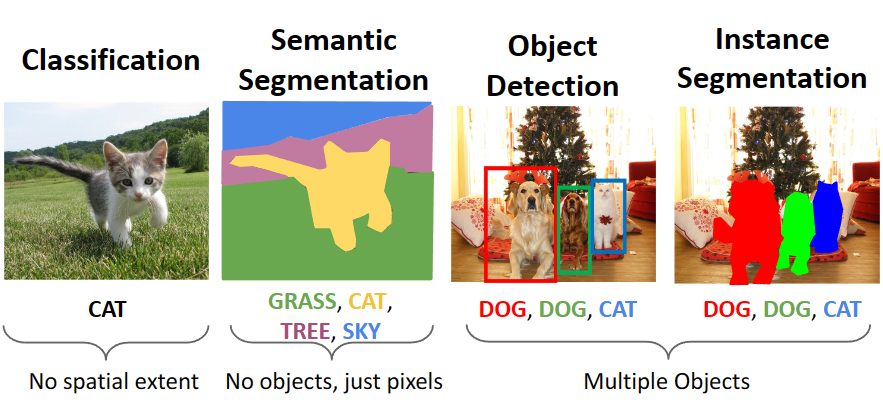 Classification
CAT
No spatial extent
Semantic
Segmentation
GRASS, CAT,
TREE, SKY
No objects, just pixels
Object
Detection
DOG, DOG, CAT
Instance
Segmentation
DOG, DOG, CAT
Multiple Objects